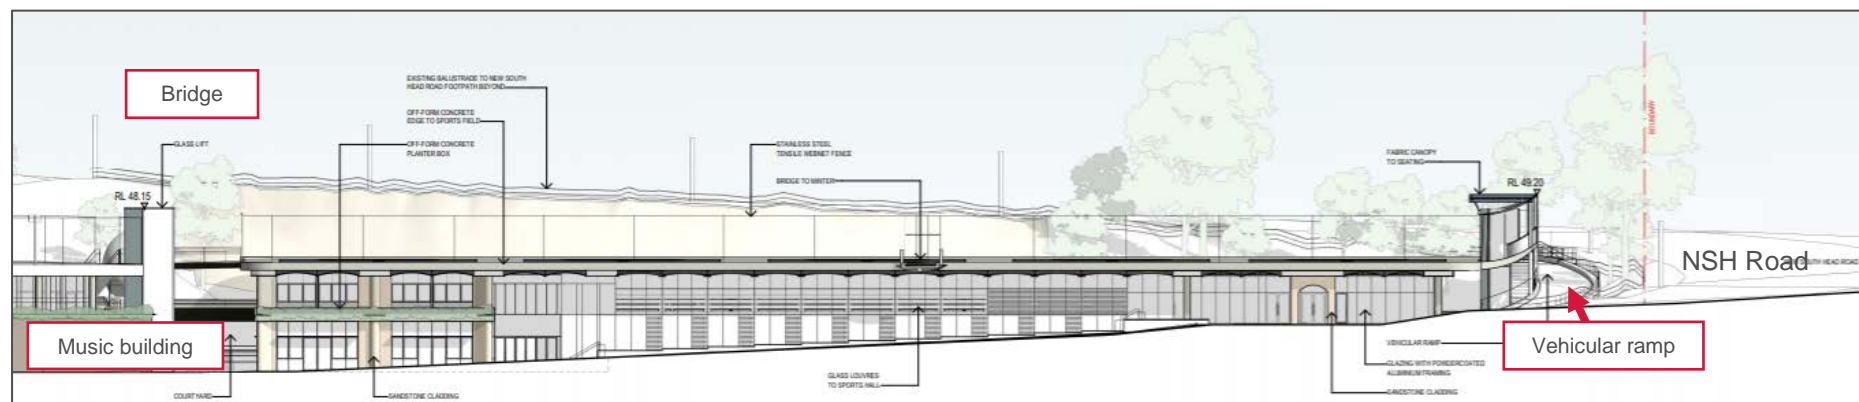 Bridge
EXISTING BALUSTRADE TO NEW SOUTH
HEAD ROAD FOOTPATH BEYOND
OFF-FORM CONCRETE
EDGE TO SPORTS FIELD
GLASS LIFT
OFF-FORM CONCRETE
PLANTER BOX
STAINLESS STEEL
TENSILE WEBNET FENCE
BRIDGE TO WINTER
FABRIC CANOPY
TO SEATING
BOUNDARY
RL 48.15
RL 49.20
NSH Road
HEAD ROAD
Music building
Vehicular ramp
VEHICULAR RAMP
GLAZING WITH POWDERCOATED
ALUMINIUM FRAMING
SANDSTONE CLADDING
GLASS LOUVRES
TO SPORTS HALL
COURTYARD
SANDSTONE CLADDING